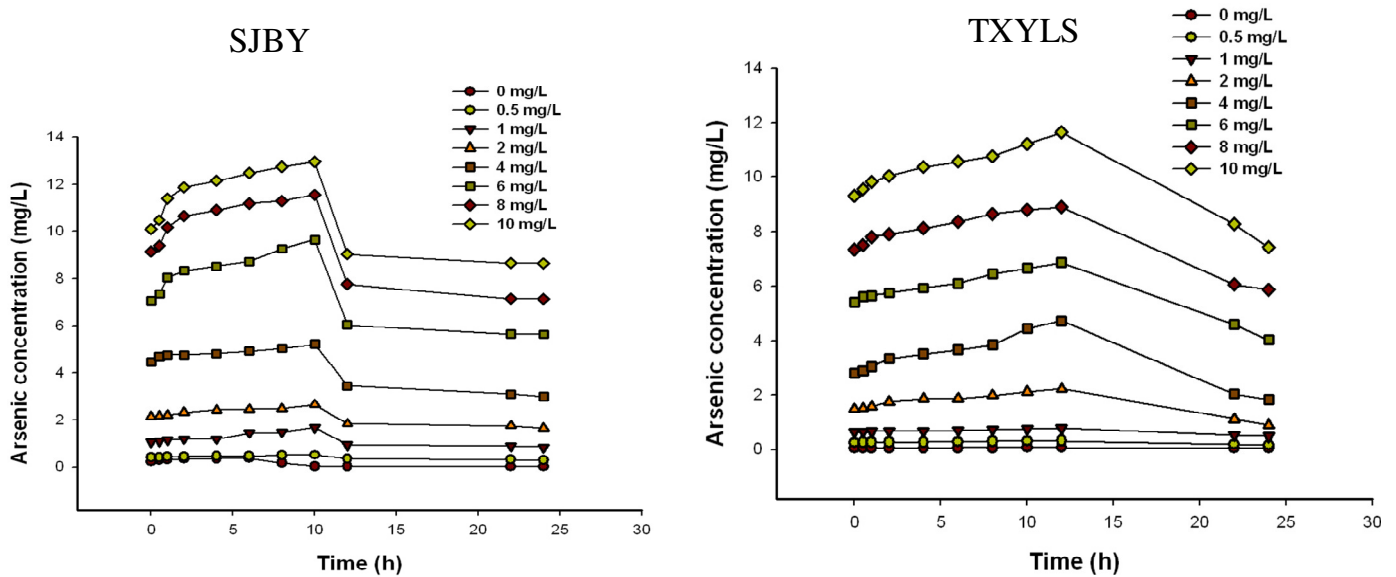 SJBY
0 mg/L
0.5 mg/L
1 mg/L
2 mg/L
4 mg/L
6 mg/L
8 mg/L
10 mg/L
Arsenic concentration (mg/L)
14
12
10
8
6
4
2
0
0
5
10
15
20
25
30
Time (h)
TXYLS
0 mg/L
0.5 mg/L
1 mg/L
2 mg/L
4 mg/L
6 mg/L
8 mg/L
10 mg/L
Arsenic concentration (mg/L)
14
12
10
8
6
4
2
0
0
5
10
15
20
25
30
Time (h)